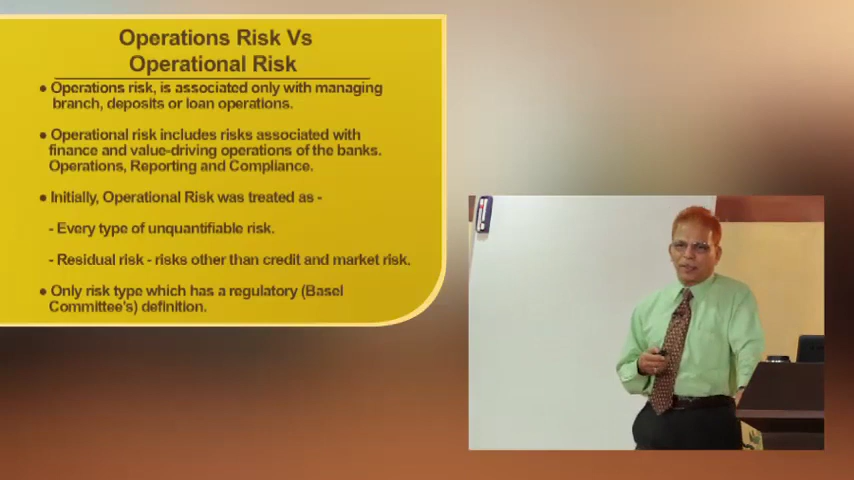 Operations Risk Vs
Operational Risk
● Operations risk, is associated only with managing
branch, deposits or loan operations.
● Operational risk includes risks associated with
finance and value-driving operations of the banks.
Operations, Reporting and Compliance.
● Initially, Operational Risk was treated as -
- Every type of unquantifiable risk.
- Residual risk - risks other than credit and market risk.
● Only risk type which has a regulatory (Basel
Committee's) definition.